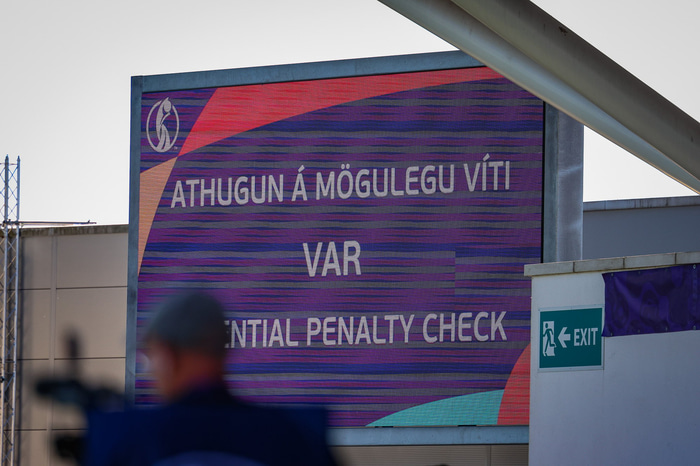 ATHUGUN Á MÖGULEGU VÍTI
VAR
ENTIAL PENALTY CHECK
EXIT